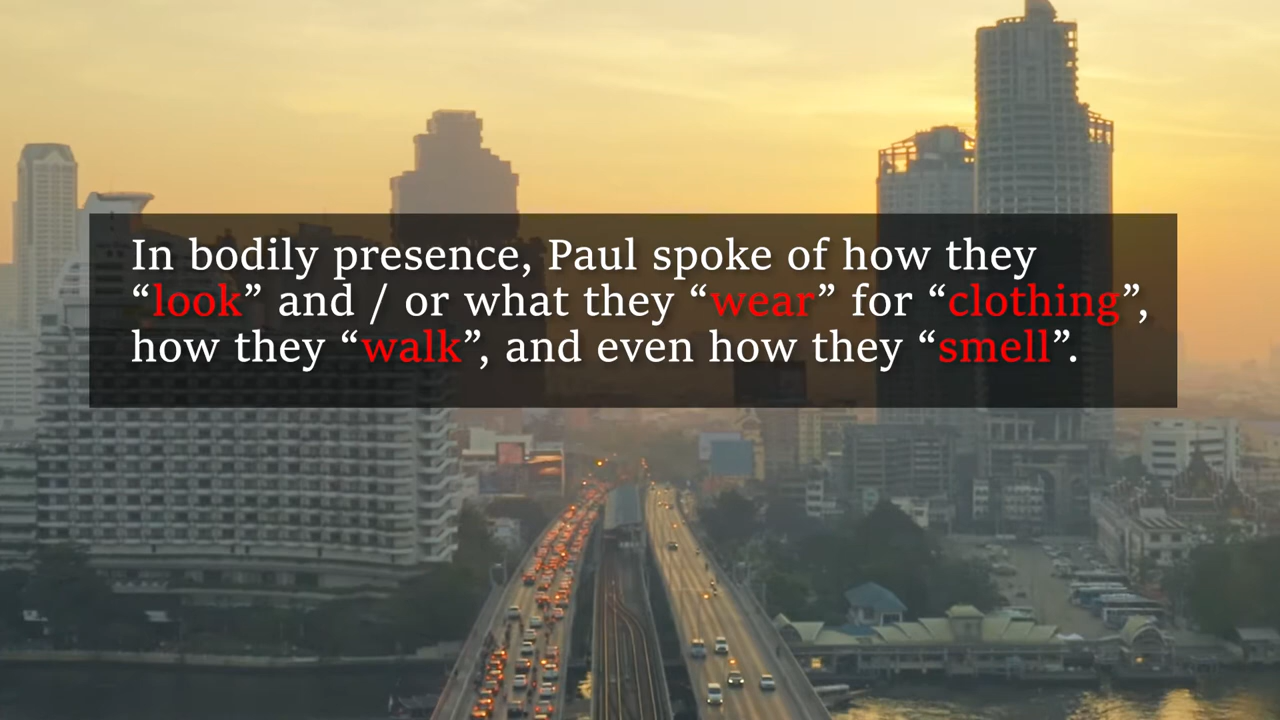 In bodily presence, Paul spoke of how they
“look” and / or what they “wear” for “clothing”,
how they “walk”, and even how they “smell”.